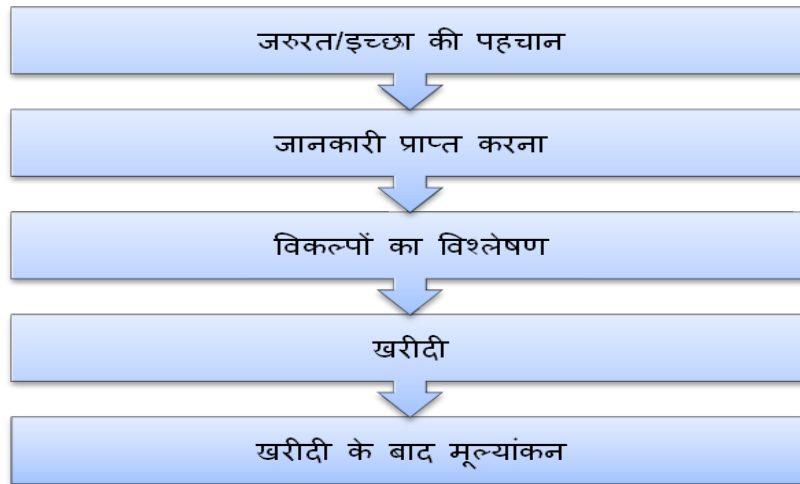 जरुरत/इच्छा की पहचान
जानकारी प्राप्त करना
विकल्पों का विश्लेषण
खरीदी
खरीदी के बाद मूल्यांकन